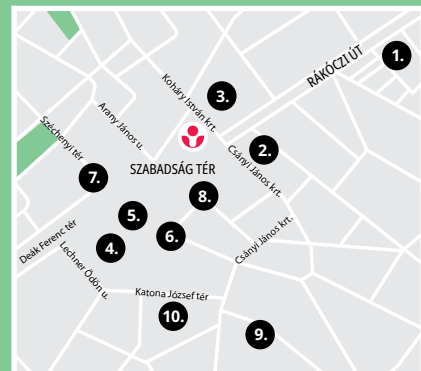 1.
RÁKÓCZI ÚT
3.
Koháry István krt.
Arany János u.
Széchenyi tér
2.
Csányi János krt.
SZABADSÁG TÉR
7.
8.
5.
6.
4.
Deák Ferenc tér
Lechner Ödön u.
Csányi János krt.
Katona József tér
10.
9.